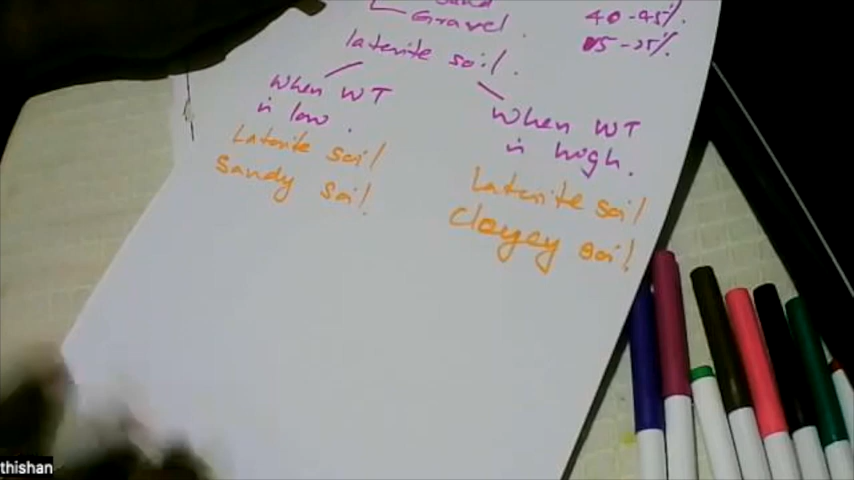 Gravel.
40-45%.
25-25%.
laterite soil.
When WT
is low.
Laterite soil
Sandy soil
When WT
is high.
Laterite soil
Clayey soil
thishan